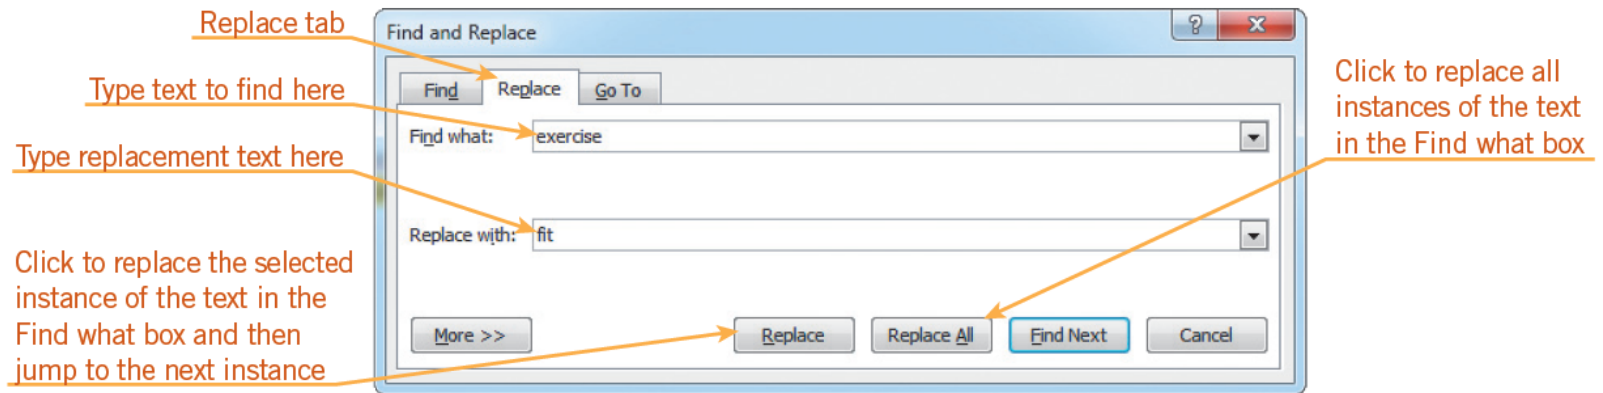 Replace tab
Type text to find here
Type replacement text here
Click to replace the selected
instance of the text in the
Find what box and then
jump to the next instance
Find and Replace
?
Find
Replace
Go To
Find what:
exercise
Replace with:
fit
More >>
Replace
Replace All
Find Next
Cancel
Click to replace all
instances of the text
in the Find what box